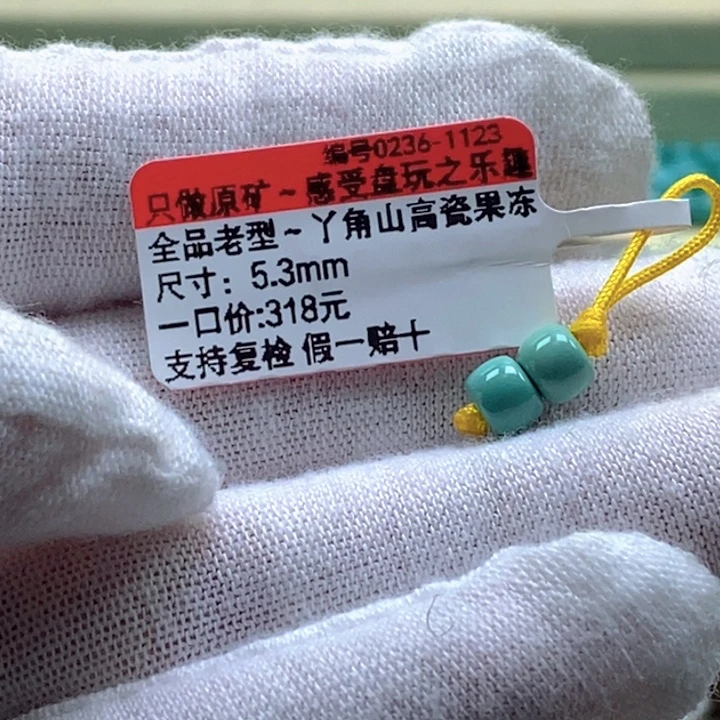 编号0236-1123
只做原矿~感受盘玩之乐趣
全品老型~丫角山高瓷果冻
尺寸：5.3mm
一口价:318元
支持复检 假一赔十